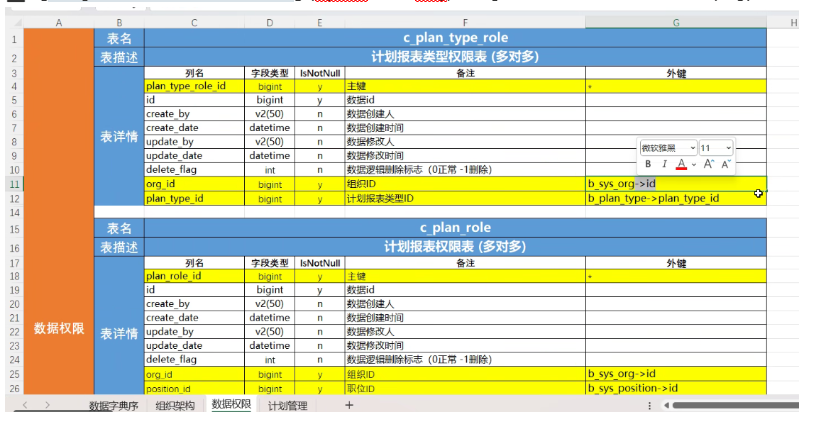 A B C D E F G H
1 表名 c_plan_type_role
2 表描述 计划报表类型权限表 (多对多)
3 列名 字段类型 IsNotNull 备注 外键
4 plan_type_role_id bigint y 主键 *
5 id bigint y 数据id
6 create_by v2(50) n 数据创建人
7 create_date datetime n 数据创建时间
表详情
8 update_by v2(50) n 数据修改人
微软雅黑 11
9 update_date datetime n 数据修改时间
B I A A A
10 delete_flag int n 数据逻辑删除标志（0正常 -1删除）
11 org_id bigint y 组织ID b_sys_org->id
12 plan_type_id bigint y 计划报表类型ID b_plan_type->plan_type_id
14
15 表名 c_plan_role
16 表描述 计划报表权限表 (多对多)
17 列名 字段类型 IsNotNull 备注 外键
18 plan_role_id bigint y 主键 *
19 id bigint y 数据id
20 create_by v2(50) n 数据创建人
21 create_date datetime n 数据创建时间
数据权限 表详情
22 update_by v2(50) n 数据修改人
23 update_date datetime n 数据修改时间
24 delete_flag int n 数据逻辑删除标志（0正常 -1删除）
25 org_id bigint y 组织ID b_sys_org->id
26 position_id bigint y 职位ID b_sys_position->id
数据字典序 组织架构 数据权限 计划管理 +